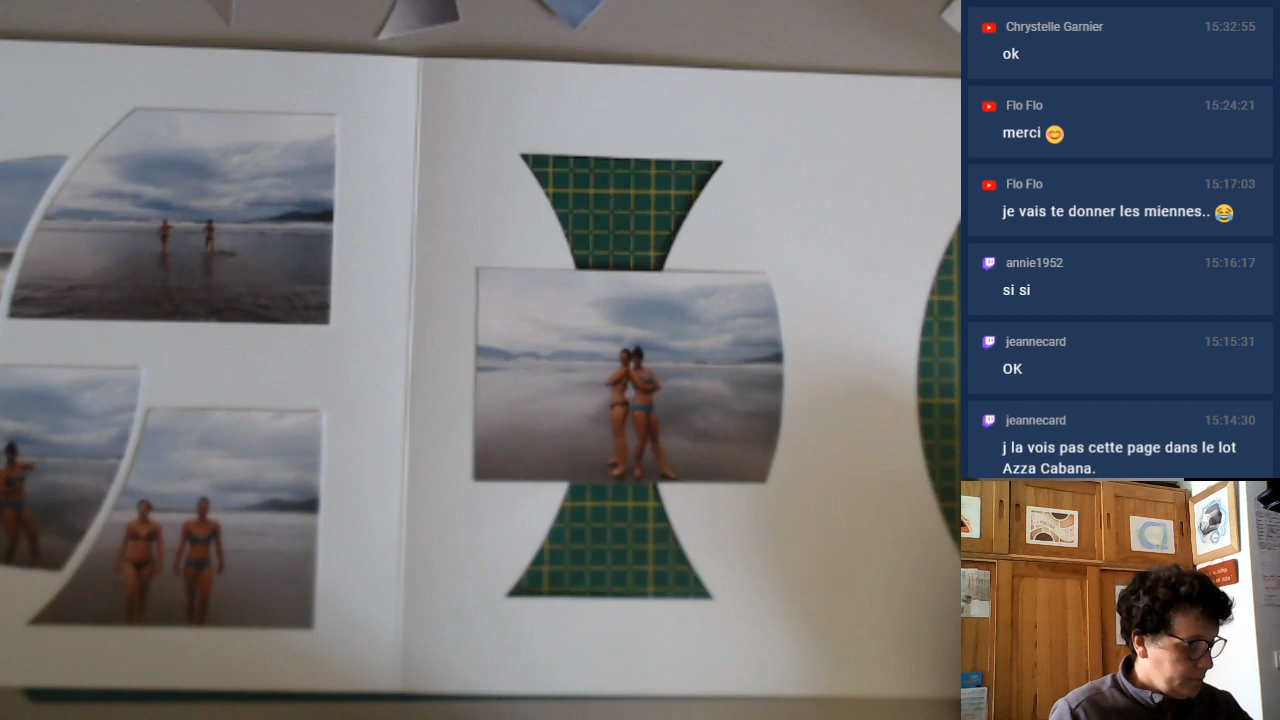 Chrystelle Garnier 15:32:55
ok
Flo Flo 15:24:21
merci 😊
Flo Flo 15:17:03
je vais te donner les miennes.. 😂
annie1952 15:16:17
si si
jeannecard 15:15:31
OK
jeannecard 15:14:30
j la vois pas cette page dans le lot
Azza Cabana.